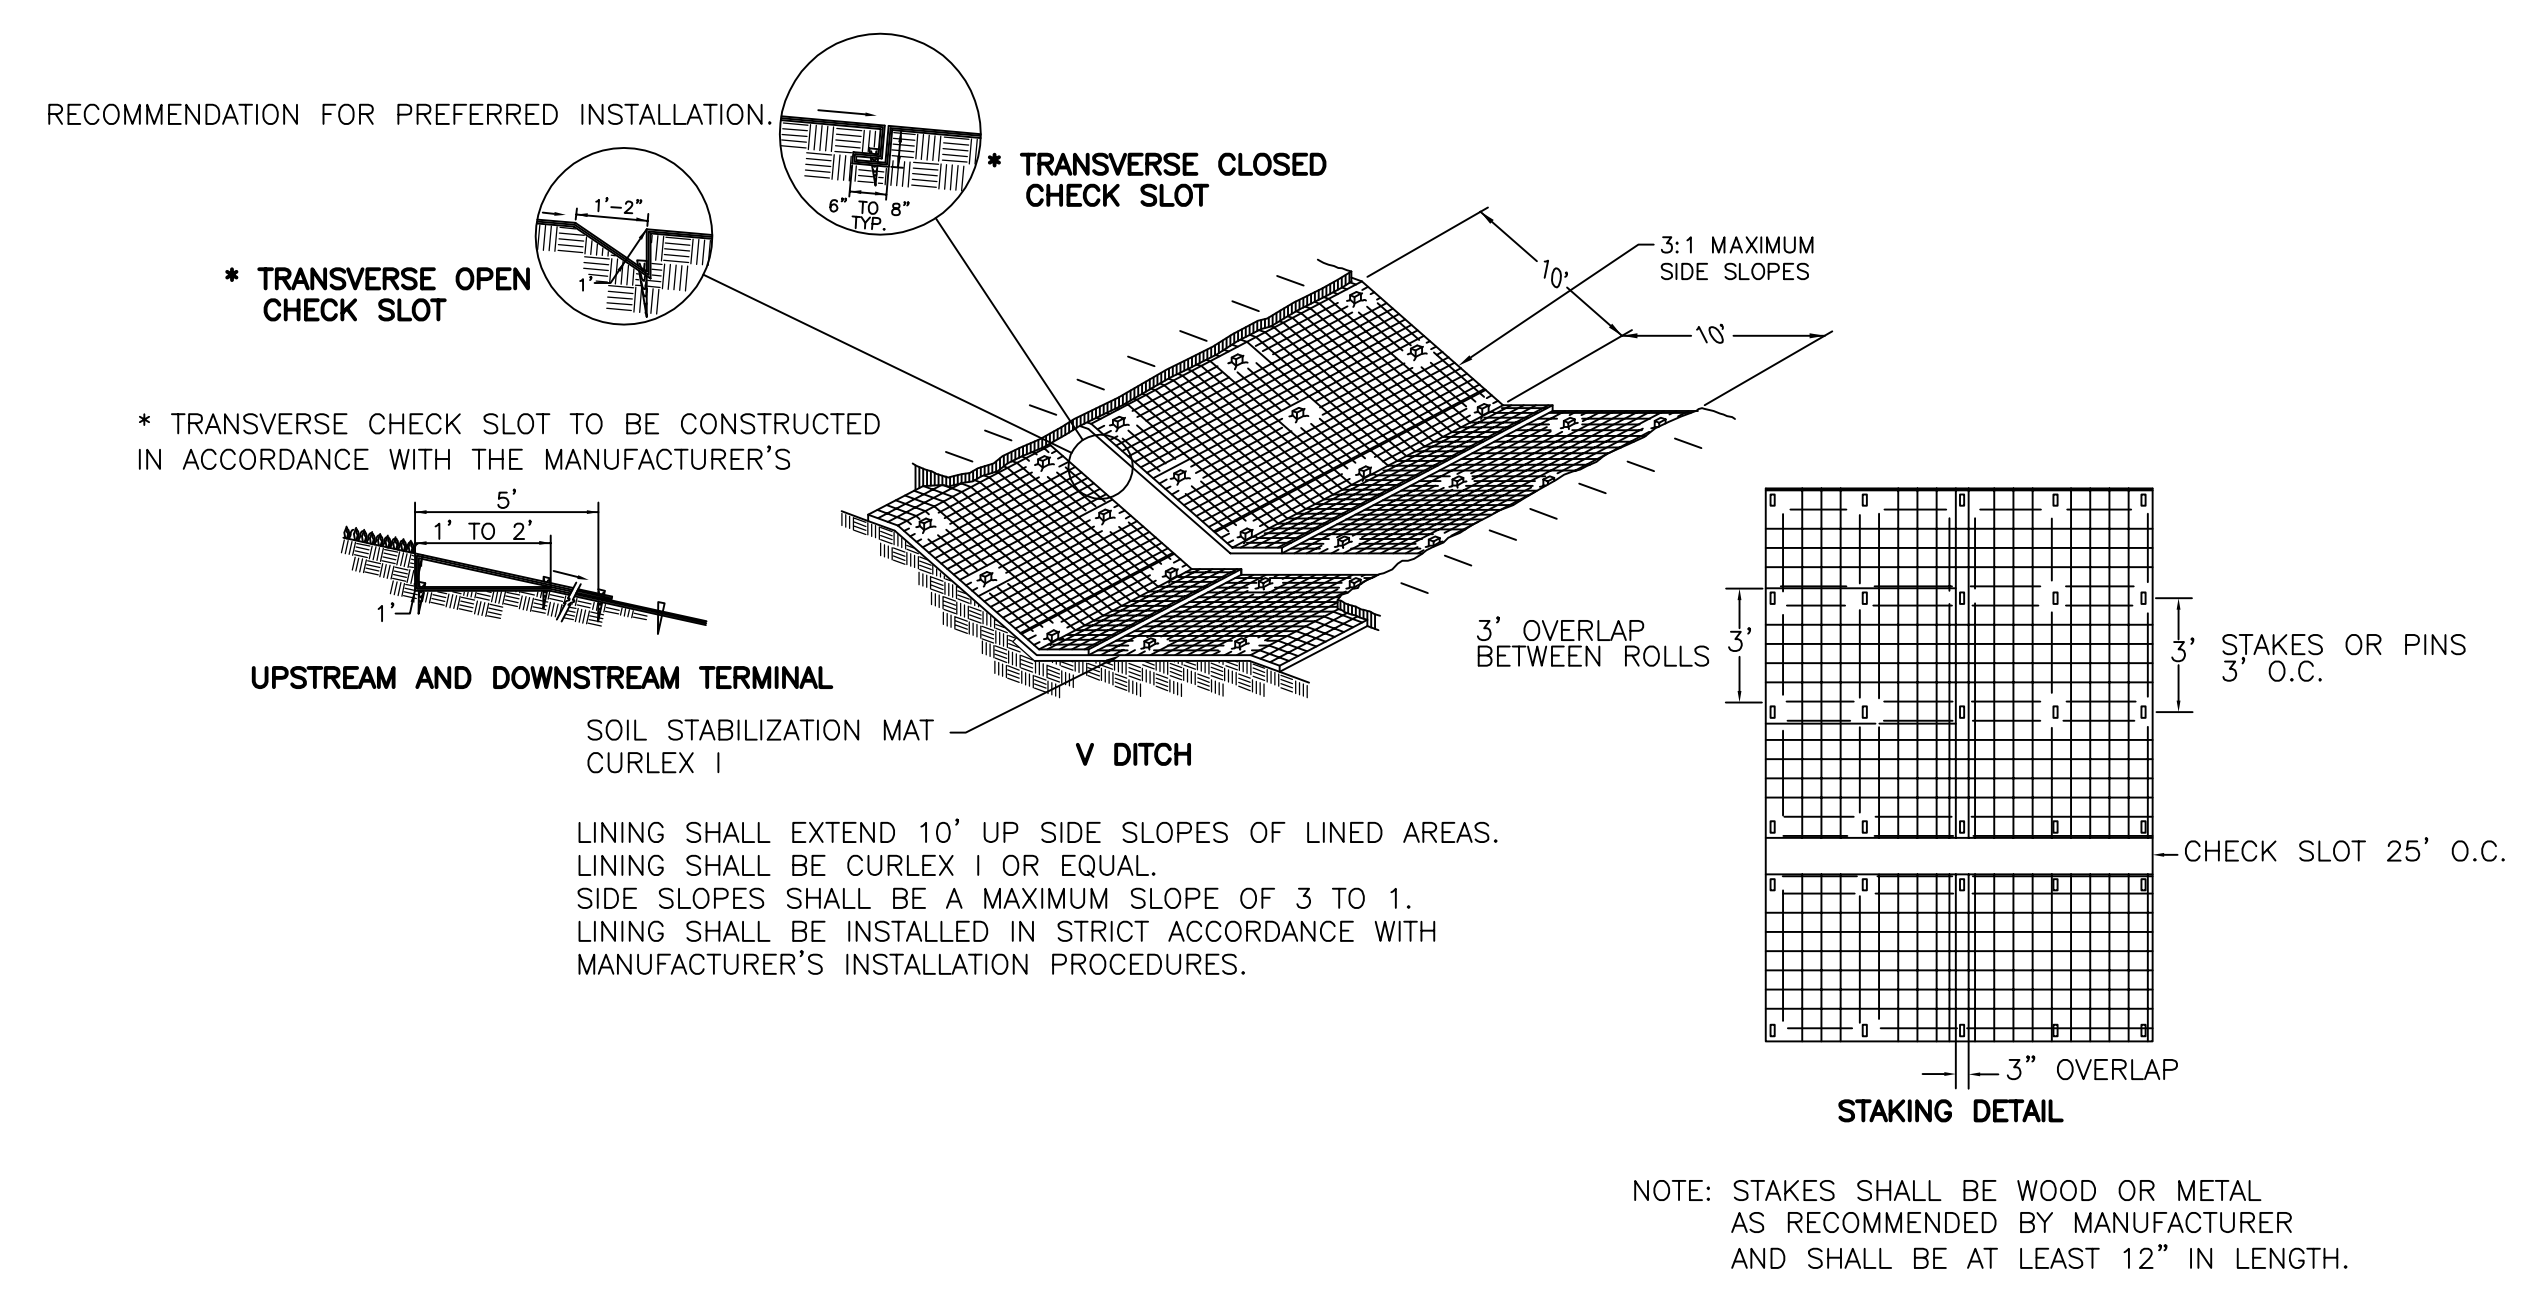 RECOMMENDATION FOR PREFERRED INSTALLATION.
6” TO 8”
TYP.
* TRANSVERSE CLOSED
CHECK SLOT
1’-2”
1’
* TRANSVERSE OPEN
CHECK SLOT
10’
10’
3:1 MAXIMUM
SIDE SLOPES
* TRANSVERSE CHECK SLOT TO BE CONSTRUCTED
IN ACCORDANCE WITH THE MANUFACTURER’S
5’
1’ TO 2’
1’
UPSTREAM AND DOWNSTREAM TERMINAL
SOIL STABILIZATION MAT
CURLEX I
V DITCH
LINING SHALL EXTEND 10’ UP SIDE SLOPES OF LINED AREAS.
LINING SHALL BE CURLEX I OR EQUAL.
SIDE SLOPES SHALL BE A MAXIMUM SLOPE OF 3 TO 1.
LINING SHALL BE INSTALLED IN STRICT ACCORDANCE WITH
MANUFACTURER’S INSTALLATION PROCEDURES.
3’ OVERLAP
BETWEEN ROLLS
3’
3’
STAKES OR PINS
3’ O.C.
CHECK SLOT 25’ O.C.
3” OVERLAP
STAKING DETAIL
NOTE: STAKES SHALL BE WOOD OR METAL
AS RECOMMENDED BY MANUFACTURER
AND SHALL BE AT LEAST 12” IN LENGTH.